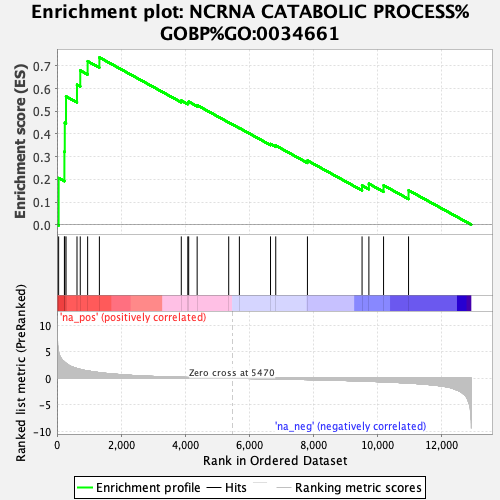 Enrichment plot: NCRNA CATABOLIC PROCESS%
GOBP%GO:0034661
Enrichment score (ES)
0.7
0.6
0.5
0.4
0.3
0.2
0.1
0.0
'na_pos' (positively correlated)
Ranked list metric (PreRanked)
10
5
0
-5
-10
Zero cross at 5470
'na_neg' (negatively correlated)
0 2,000 4,000 6,000 8,000 10,000 12,000
Rank in Ordered Dataset
Enrichment profile Hits Ranking metric scores